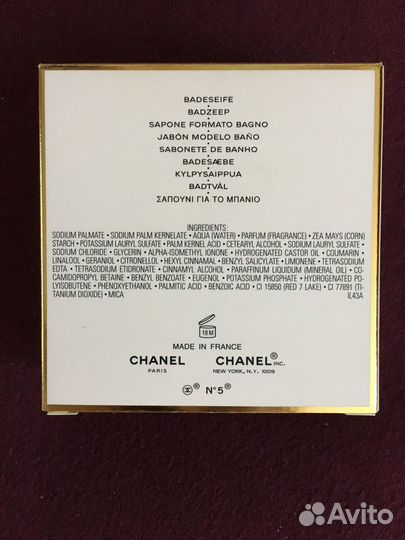 BADESEIFE
BADZEEP
SAPONE FORMATO BAGNO
JABÓN MODELO BAÑO
SABONETE DE BANHO
BADESÆBE
KYLPYSAIPPUA
BADTVÅL
ΣΑΠΟΥΝΙ ΓΙΑ ΤΟ ΜΠΑΝΙΟ
INGREDIENTS:
SODIUM PALMATE • SODIUM PALM KERNELATE • AQUA (WATER) • PARFUM (FRAGRANCE) • ZEA MAYS (CORN)
STARCH • POTASSIUM LAURYL SULFATE • PALM KERNEL ACID • CETEARYL ALCOHOL • SODIUM LAURYL SULFATE •
SODIUM CHLORIDE • GLYCERIN • ALPHA-ISOMETHYL IONONE • HYDROGENATED CASTOR OIL • COUMARIN •
LINALOOL • GERANIOL • CITRONELLOL • HEXYL CINNAMAL • BENZYL SALICYLATE • LIMONENE • TETRASODIUM
EDTA • TETRASODIUM ETIDRONATE • CINNAMYL ALCOHOL • PARAFFINUM LIQUIDUM (MINERAL OIL) • CO-
CAMIDOPROPYL BETAINE • BENZYL BENZOATE • EUGENOL • POTASSIUM PHOSPHATE • HYDROGENATED PO-
LYISOBUTENE • PHENOXYETHANOL • PALMITIC ACID • BENZOIC ACID • CI 15850 (RED 7 LAKE) • CI 77891 (TI-
TANIUM DIOXIDE) • MICA IL43A
18 M
MADE IN FRANCE
CHANEL CHANEL® INC.
PARIS NEW YORK, N.Y. 10019
® N°5®
Avito